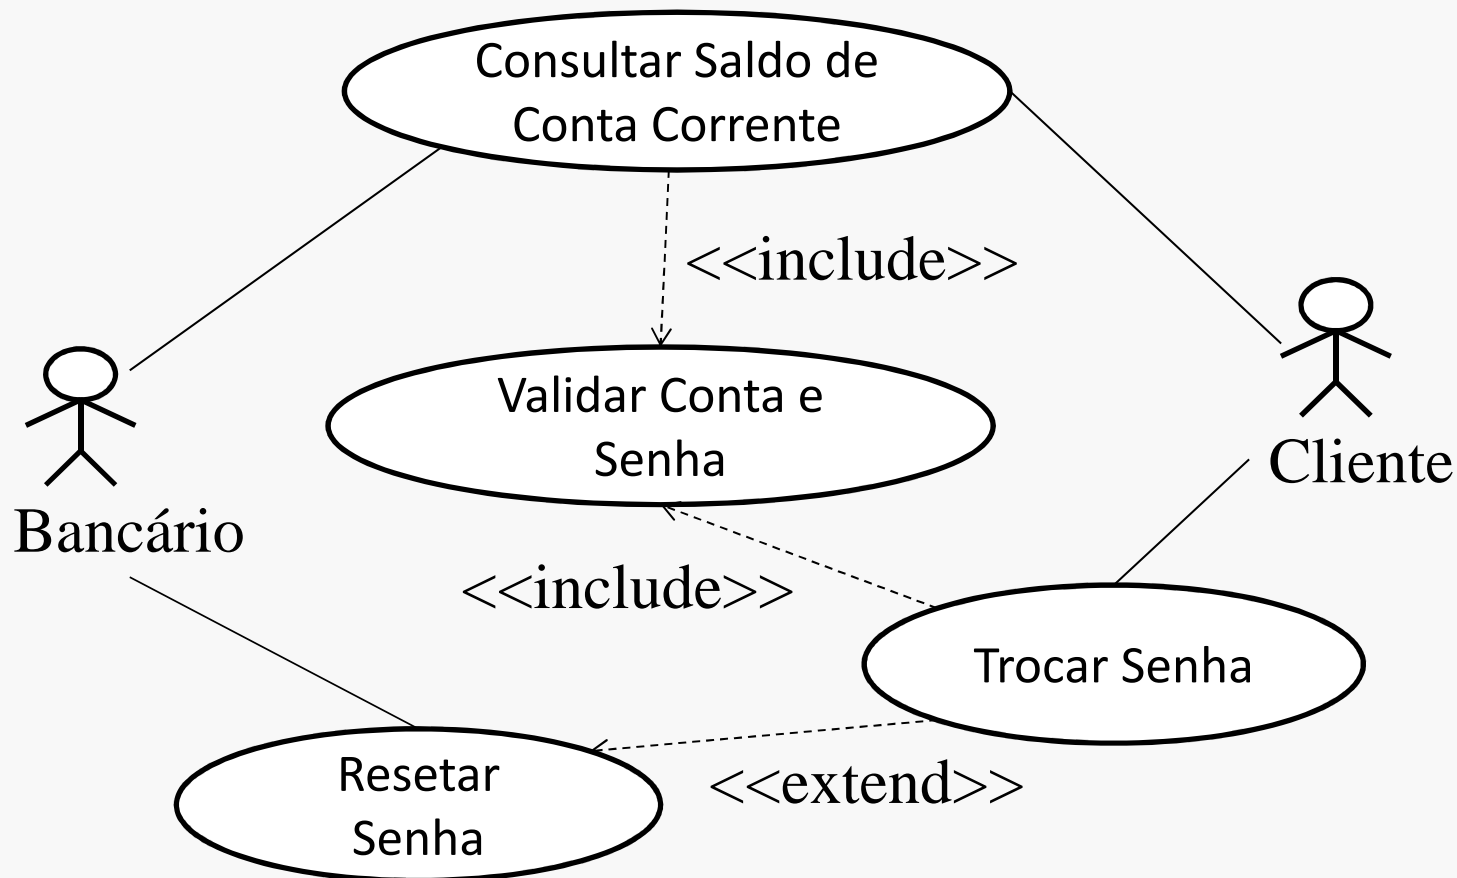 Consultar Saldo de
Conta Corrente
<<include>>
Validar Conta e
Senha
Cliente
Bancário
<<include>>
Trocar Senha
Resetar
Senha
<<extend>>